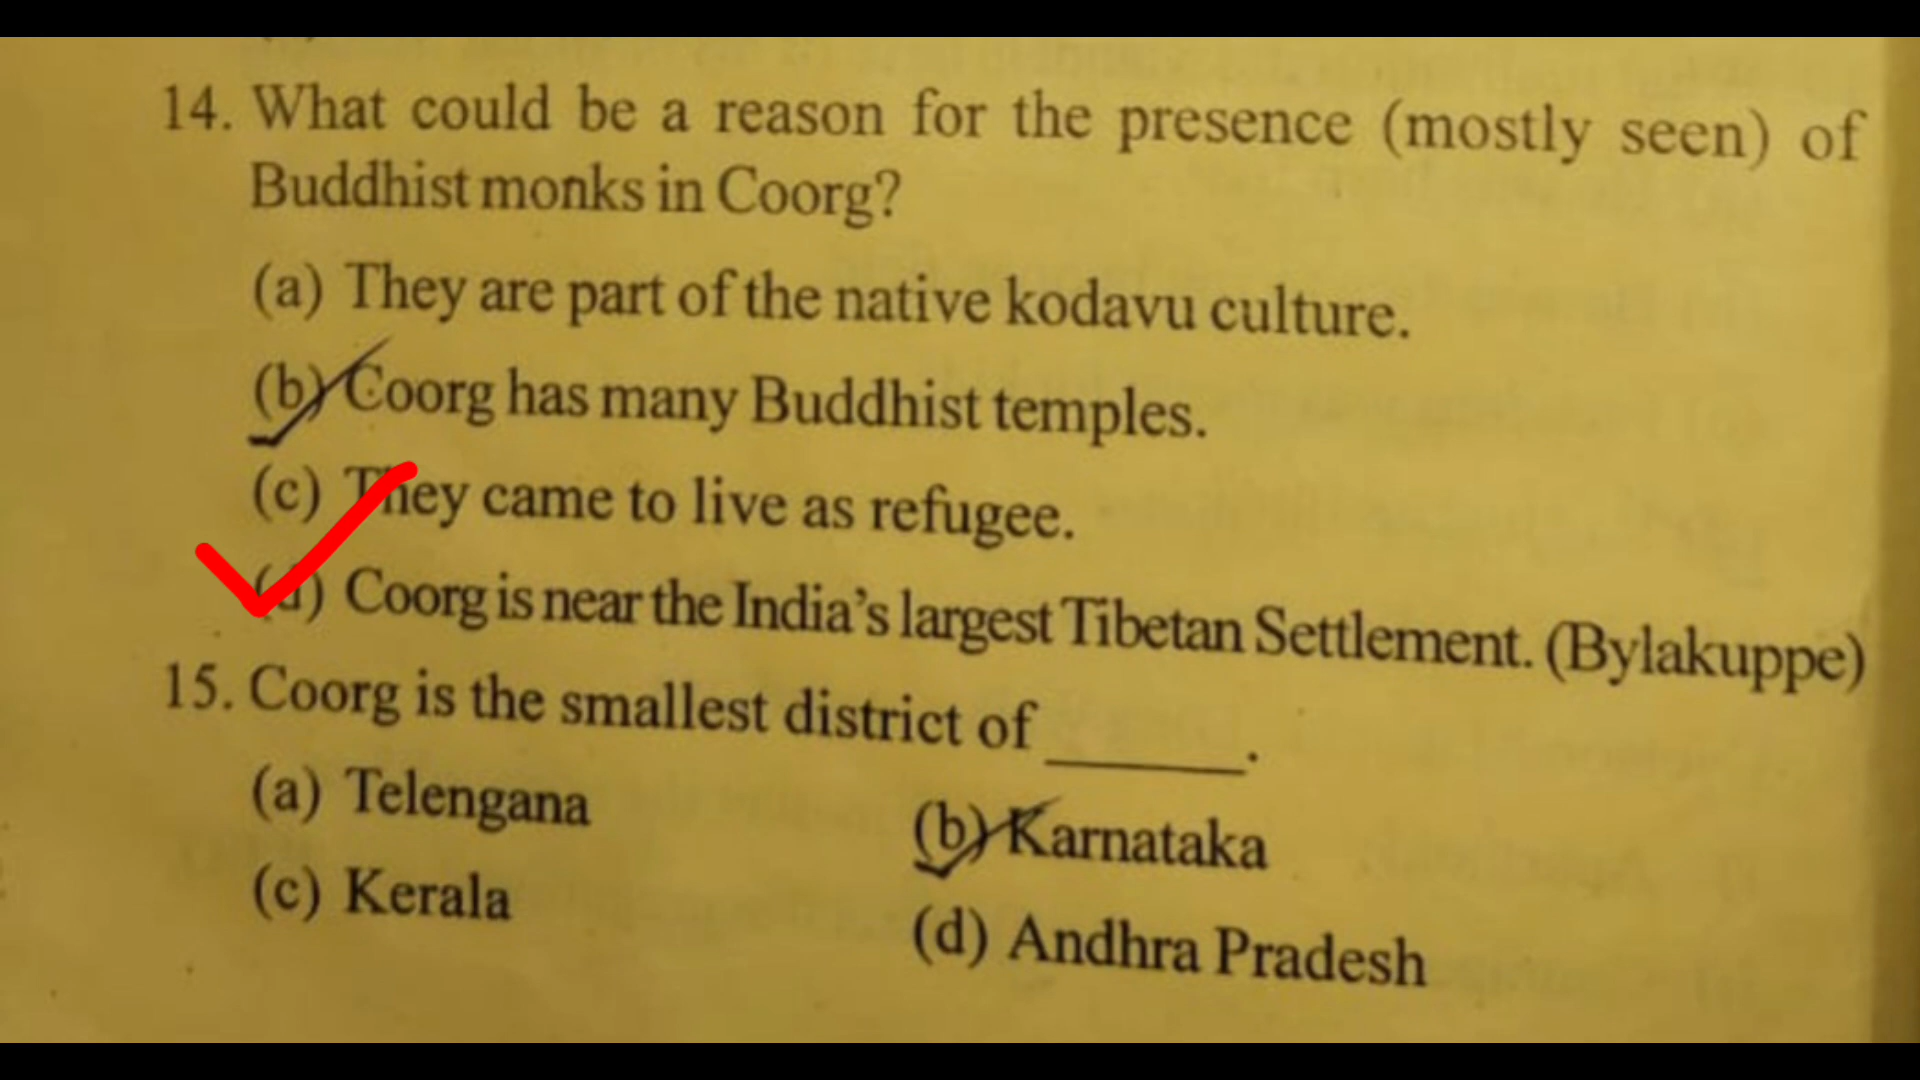 14. What could be a reason for the presence (mostly seen) of
Buddhist monks in Coorg?
(a) They are part of the native kodavu culture.
(b) Coorg has many Buddhist temples.
(c) They came to live as refugee.
(d) Coorg is near the India's largest Tibetan Settlement. (Bylakuppe)
15. Coorg is the smallest district of ______.
(a) Telengana (b) Karnataka
(c) Kerala (d) Andhra Pradesh